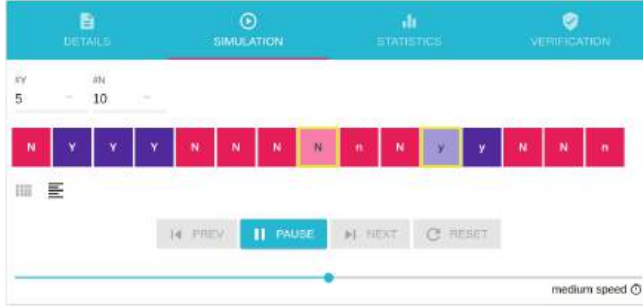 DETAILS SIMULATION STATISTICS VERIFICATION
#Y #N
5 10
N Y Y Y N N N N n N y y N N n
PREV PAUSE NEXT RESET
medium speed